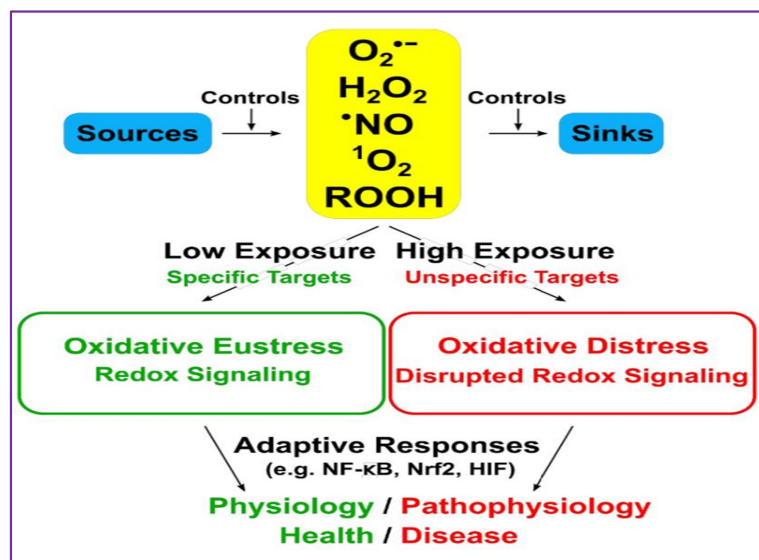 O₂•−
H₂O₂
•NO
¹O₂
ROOH
Controls
Controls
Sources
Sinks
Low Exposure
High Exposure
Specific Targets
Unspecific Targets
Oxidative Eustress
Redox Signaling
Oxidative Distress
Disrupted Redox Signaling
Adaptive Responses
(e.g. NF-κB, Nrf2, HIF)
Physiology / Pathophysiology
Health / Disease